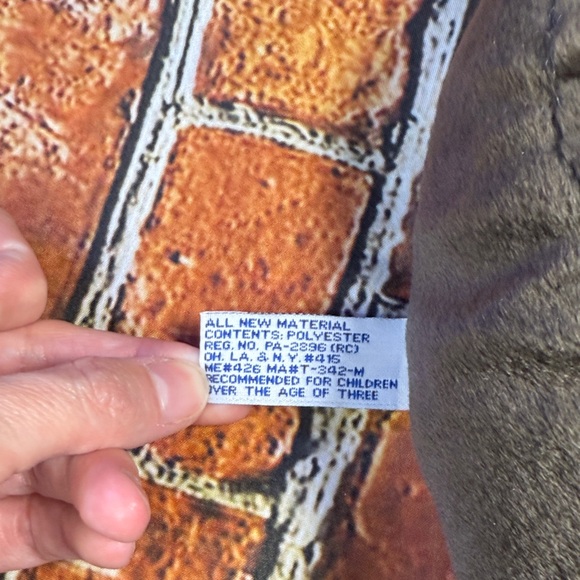 ALL NEW MATERIAL
CONTENTS: POLYESTER
REG. NO. PA-2896 (RC)
OH. LA. & N.Y. #415
ME#426 MA#T-342-M
RECOMMENDED FOR CHILDREN
OVER THE AGE OF THREE